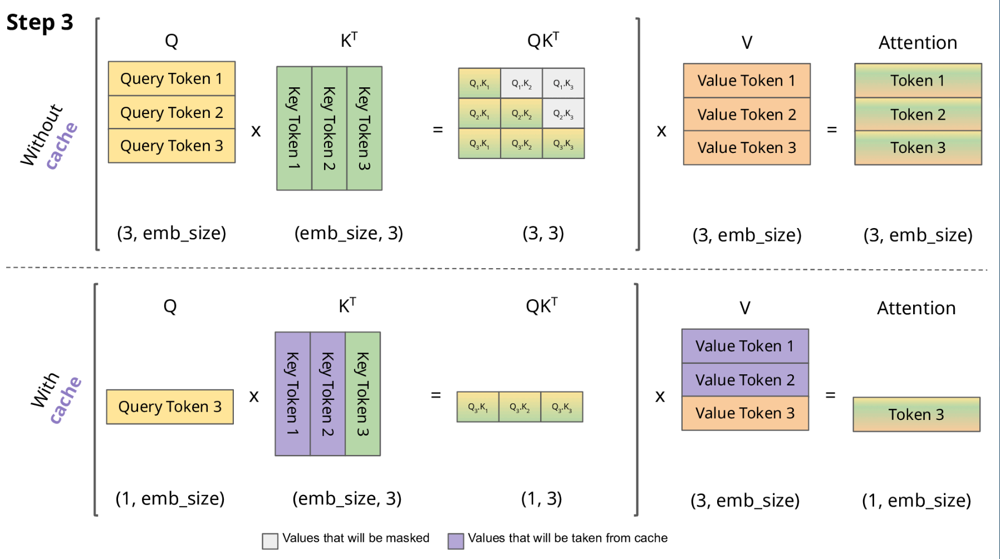 Step 3
Without
cache
Q
K^T
QK^T
V
Attention
Query Token 1
Query Token 2
Query Token 3
x
Key Token 1
Key Token 2
Key Token 3
=
Q1.K1
Q1.K2
Q1.K3
Q2.K1
Q2.K2
Q2.K3
Q3.K1
Q3.K2
Q3.K3
x
Value Token 1
Value Token 2
Value Token 3
=
Token 1
Token 2
Token 3
(3, emb_size)
(emb_size, 3)
(3, 3)
(3, emb_size)
(3, emb_size)
With
cache
Q
K^T
QK^T
V
Attention
Query Token 3
x
Key Token 1
Key Token 2
Key Token 3
=
Q3.K1
Q3.K2
Q3.K3
x
Value Token 1
Value Token 2
Value Token 3
=
Token 3
(1, emb_size)
(emb_size, 3)
(1, 3)
(3, emb_size)
(1, emb_size)
Values that will be masked
Values that will be taken from cache